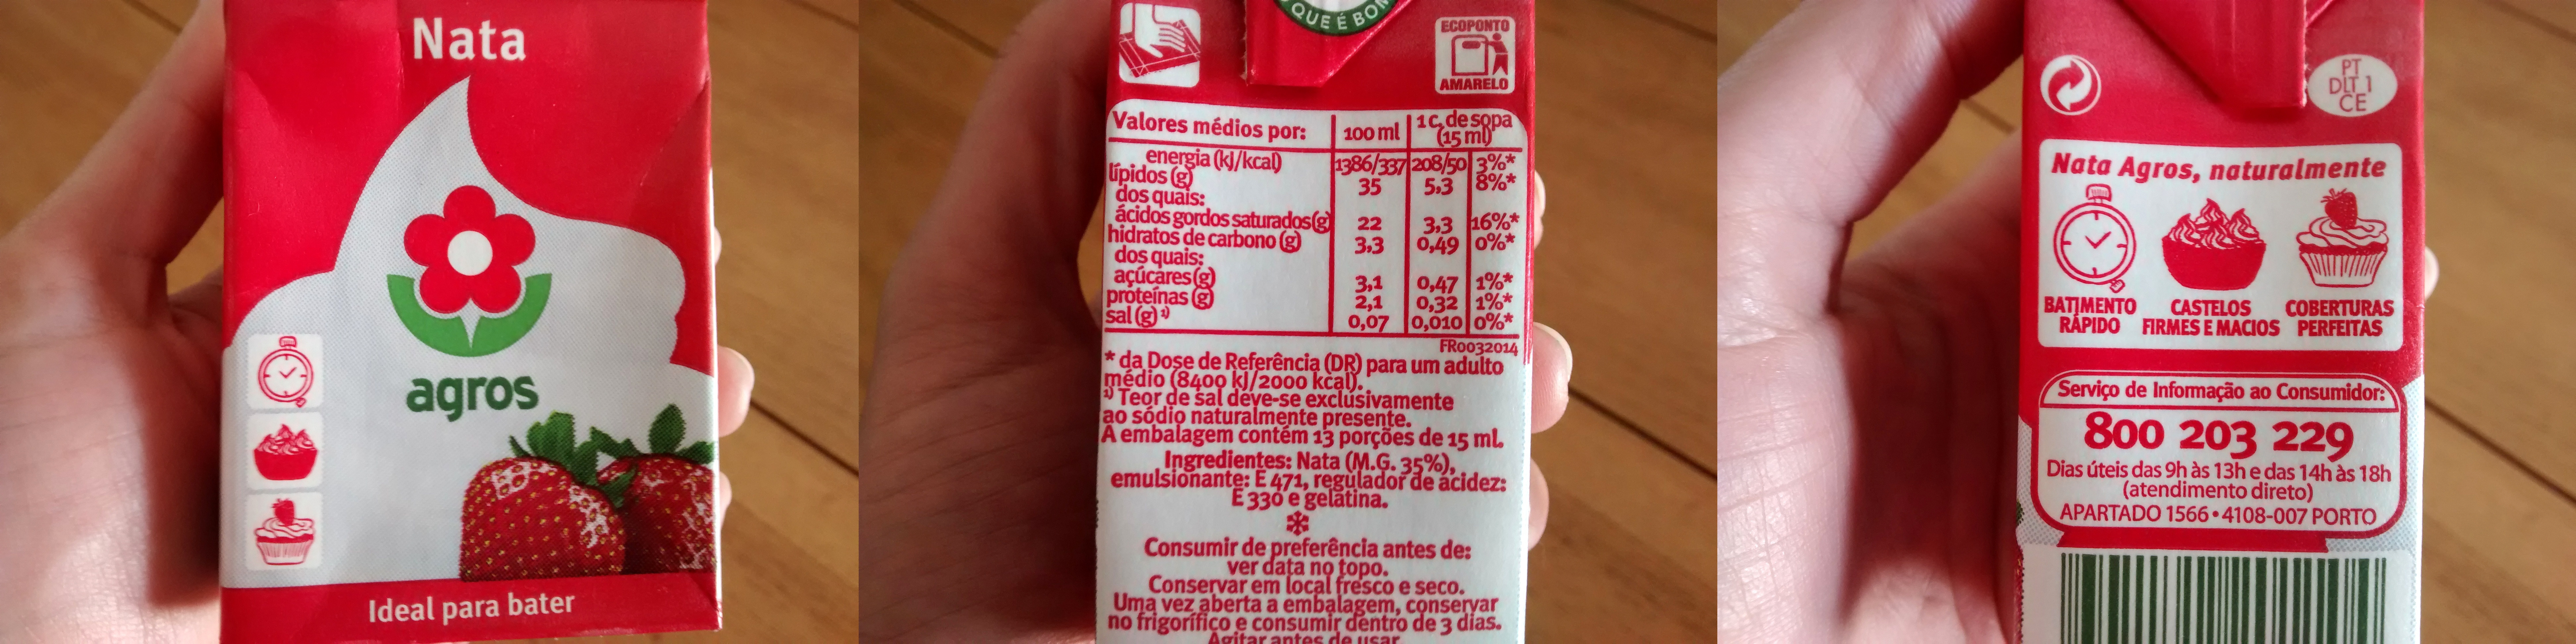 Nata
agros
Ideal para bater
QUE É BOM
ECOPONTO
AMARELO
Valores médios por: 100 ml 1 c. de sopa (15 ml)
energia (kJ/kcal) 1386/337 208/50 3%*
lípidos (g) 35 5,3 8%*
dos quais:
ácidos gordos saturados(g) 22 3,3 16%*
hidratos de carbono (g) 3,3 0,49 0%*
dos quais:
açúcares (g) 3,1 0,47 1%*
proteínas (g) 2,1 0,32 1%*
sal (g) ¹⁾ 0,07 0,010 0%*
FR0032014
* da Dose de Referência (DR) para um adulto
médio (8400 kJ/2000 kcal).
¹⁾ Teor de sal deve-se exclusivamente
ao sódio naturalmente presente.
A embalagem contém 13 porções de 15 ml.
Ingredientes: Nata (M.G. 35%),
emulsionante: E 471, regulador de acidez:
E 330 e gelatina.
Consumir de preferência antes de:
ver data no topo.
Conservar em local fresco e seco.
Uma vez aberta a embalagem, conservar
no frigorífico e consumir dentro de 3 dias.
Agitar antes de usar.
PT
DLT 1
CE
Nata Agros, naturalmente
BATIMENTO
RÁPIDO
CASTELOS
FIRMES E MACIOS
COBERTURAS
PERFEITAS
Serviço de Informação ao Consumidor:
800 203 229
Dias úteis das 9h às 13h e das 14h às 18h
(atendimento direto)
APARTADO 1566 • 4108-007 PORTO